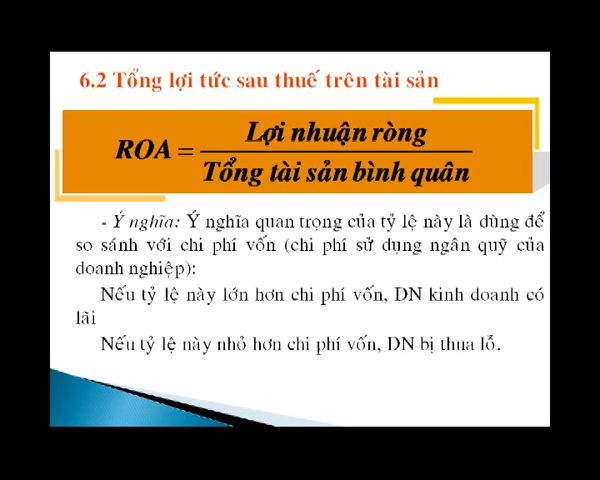 6.2 Tổng lợi tức sau thuế trên tài sản
ROA = Lợi nhuận ròng
Tổng tài sản bình quân
- Ý nghĩa: Ý nghĩa quan trọng của tỷ lệ này là dùng để
so sánh với chi phí vốn (chi phí sử dụng ngân quỹ của
doanh nghiệp):
Nếu tỷ lệ này lớn hơn chi phí vốn, DN kinh doanh có
lãi
Nếu tỷ lệ này nhỏ hơn chi phí vốn, DN bị thua lỗ.